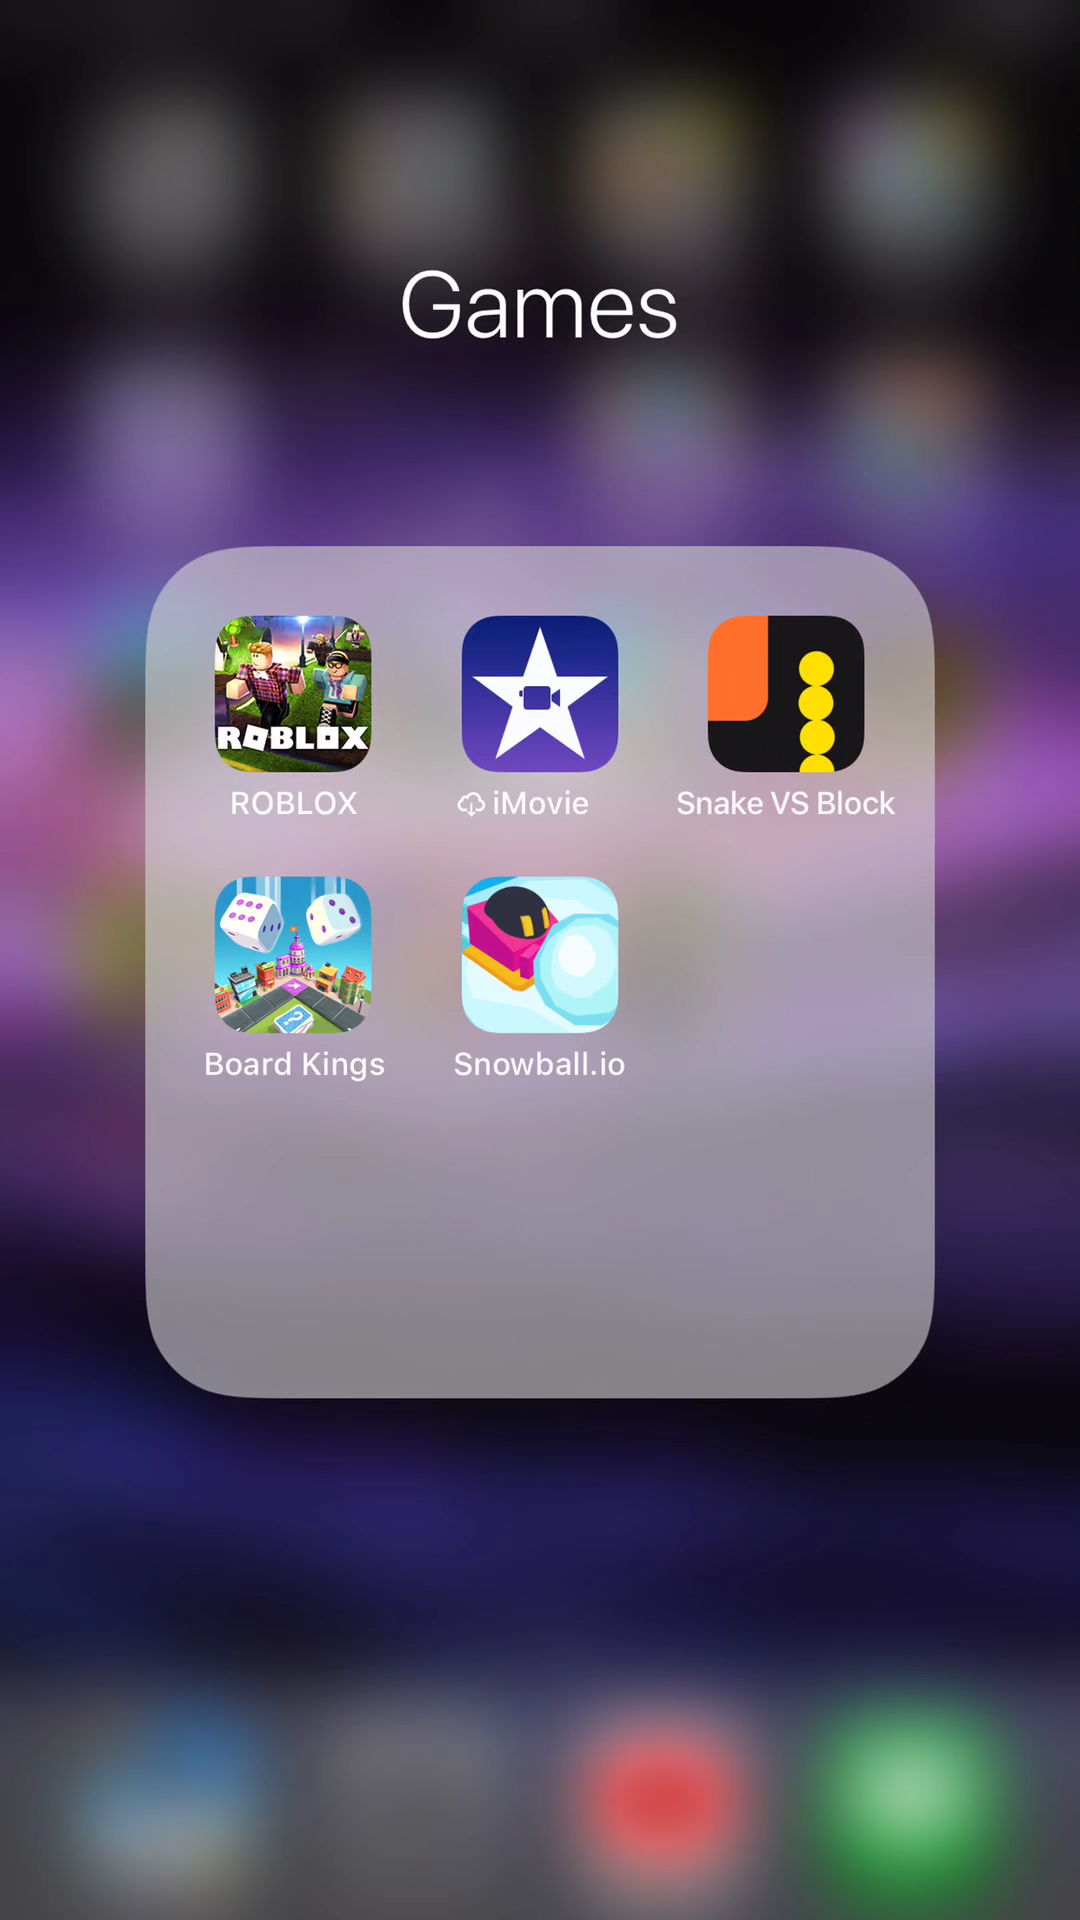 Games
ROBLOX
ROBLOX
iMovie
Snake VS Block
?
Board Kings
Snowball.io